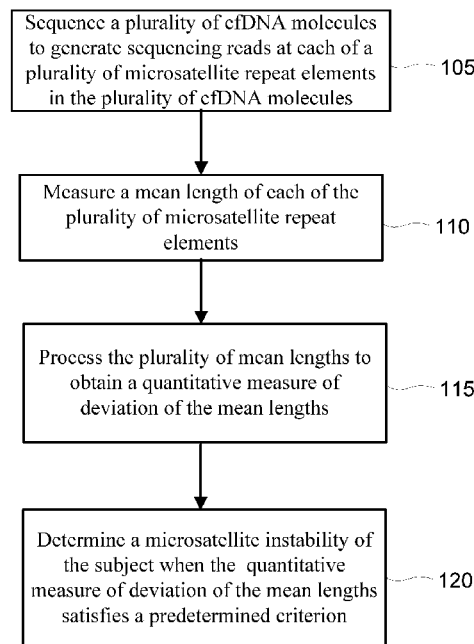 Sequence a plurality of cfDNA molecules
to generate sequencing reads at each of a
plurality of microsatellite repeat elements
in the plurality of cfDNA molecules
105
Measure a mean length of each of the
plurality of microsatellite repeat
elements
110
Process the plurality of mean lengths to
obtain a quantitative measure of
deviation of the mean lengths
115
Determine a microsatellite instability of
the subject when the quantitative
measure of deviation of the mean lengths
satisfies a predetermined criterion
120